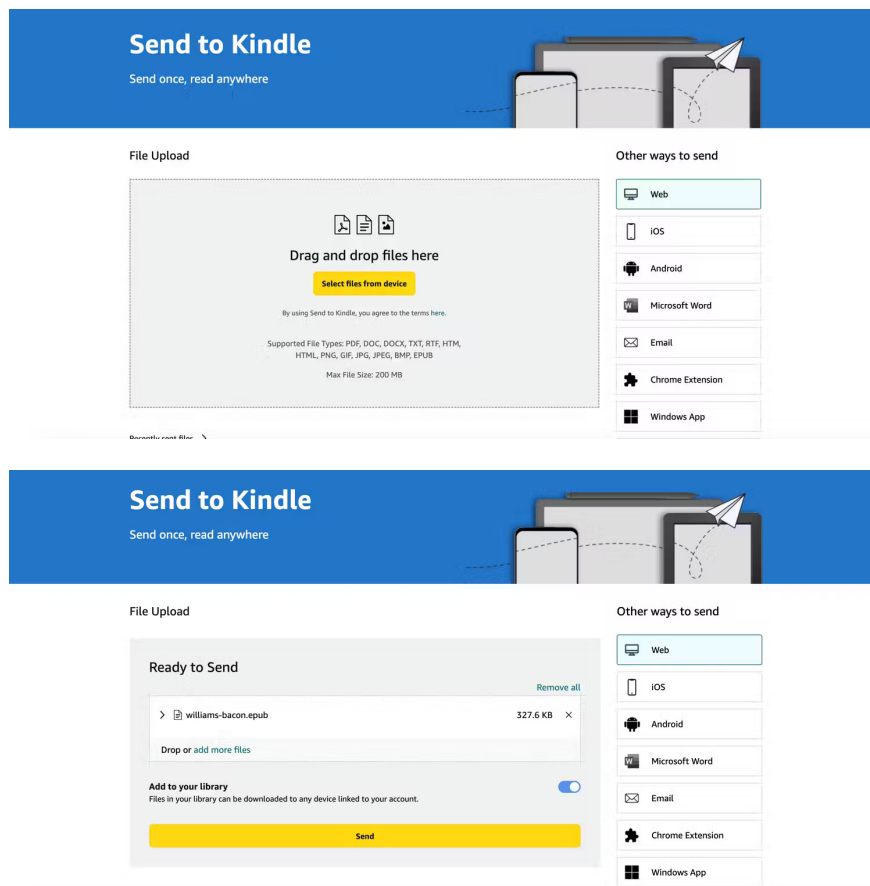 Send to Kindle
Send once, read anywhere
File Upload
Drag and drop files here
Select files from device
By using Send to Kindle, you agree to the terms here.
Supported File Types: PDF, DOC, DOCX, TXT, RTF, HTM,
HTML, PNG, GIF, JPG, JPEG, BMP, EPUB
Max File Size: 200 MB
Recently sent files
Other ways to send
Web
iOS
Android
Microsoft Word
Email
Chrome Extension
Windows App
Send to Kindle
Send once, read anywhere
File Upload
Ready to Send
Remove all
williams-bacon.epub 327.6 KB
Drop or add more files
Add to your library
Files in your library can be downloaded to any device linked to your account.
Send
Other ways to send
Web
iOS
Android
Microsoft Word
Email
Chrome Extension
Windows App